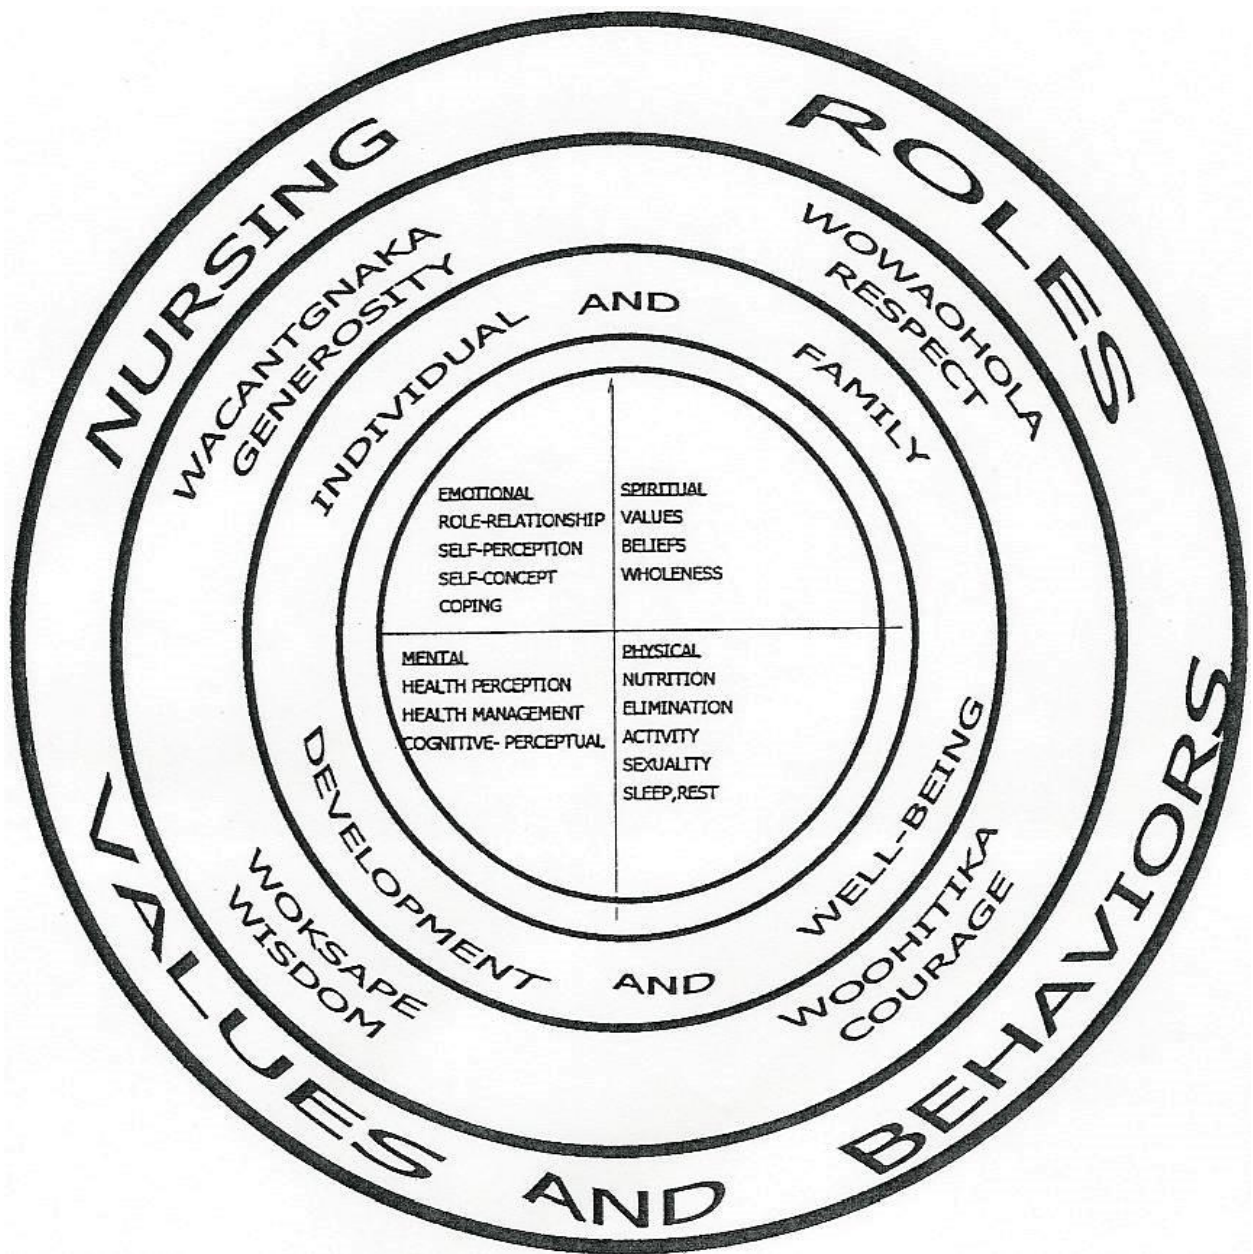 NURSING ROLES
VALUES AND BEHAVIORS
WACANTGNAKA
GENEROSITY
WOWAOHOLA
RESPECT
WOKSAPE
WISDOM
WOOHITIKA
COURAGE
INDIVIDUAL AND FAMILY
DEVELOPMENT AND WELL-BEING
EMOTIONAL
ROLE-RELATIONSHIP
SELF-PERCEPTION
SELF-CONCEPT
COPING
SPIRITUAL
VALUES
BELIEFS
WHOLENESS
MENTAL
HEALTH PERCEPTION
HEALTH MANAGEMENT
COGNITIVE- PERCEPTUAL
PHYSICAL
NUTRITION
ELIMINATION
ACTIVITY
SEXUALITY
SLEEP,REST